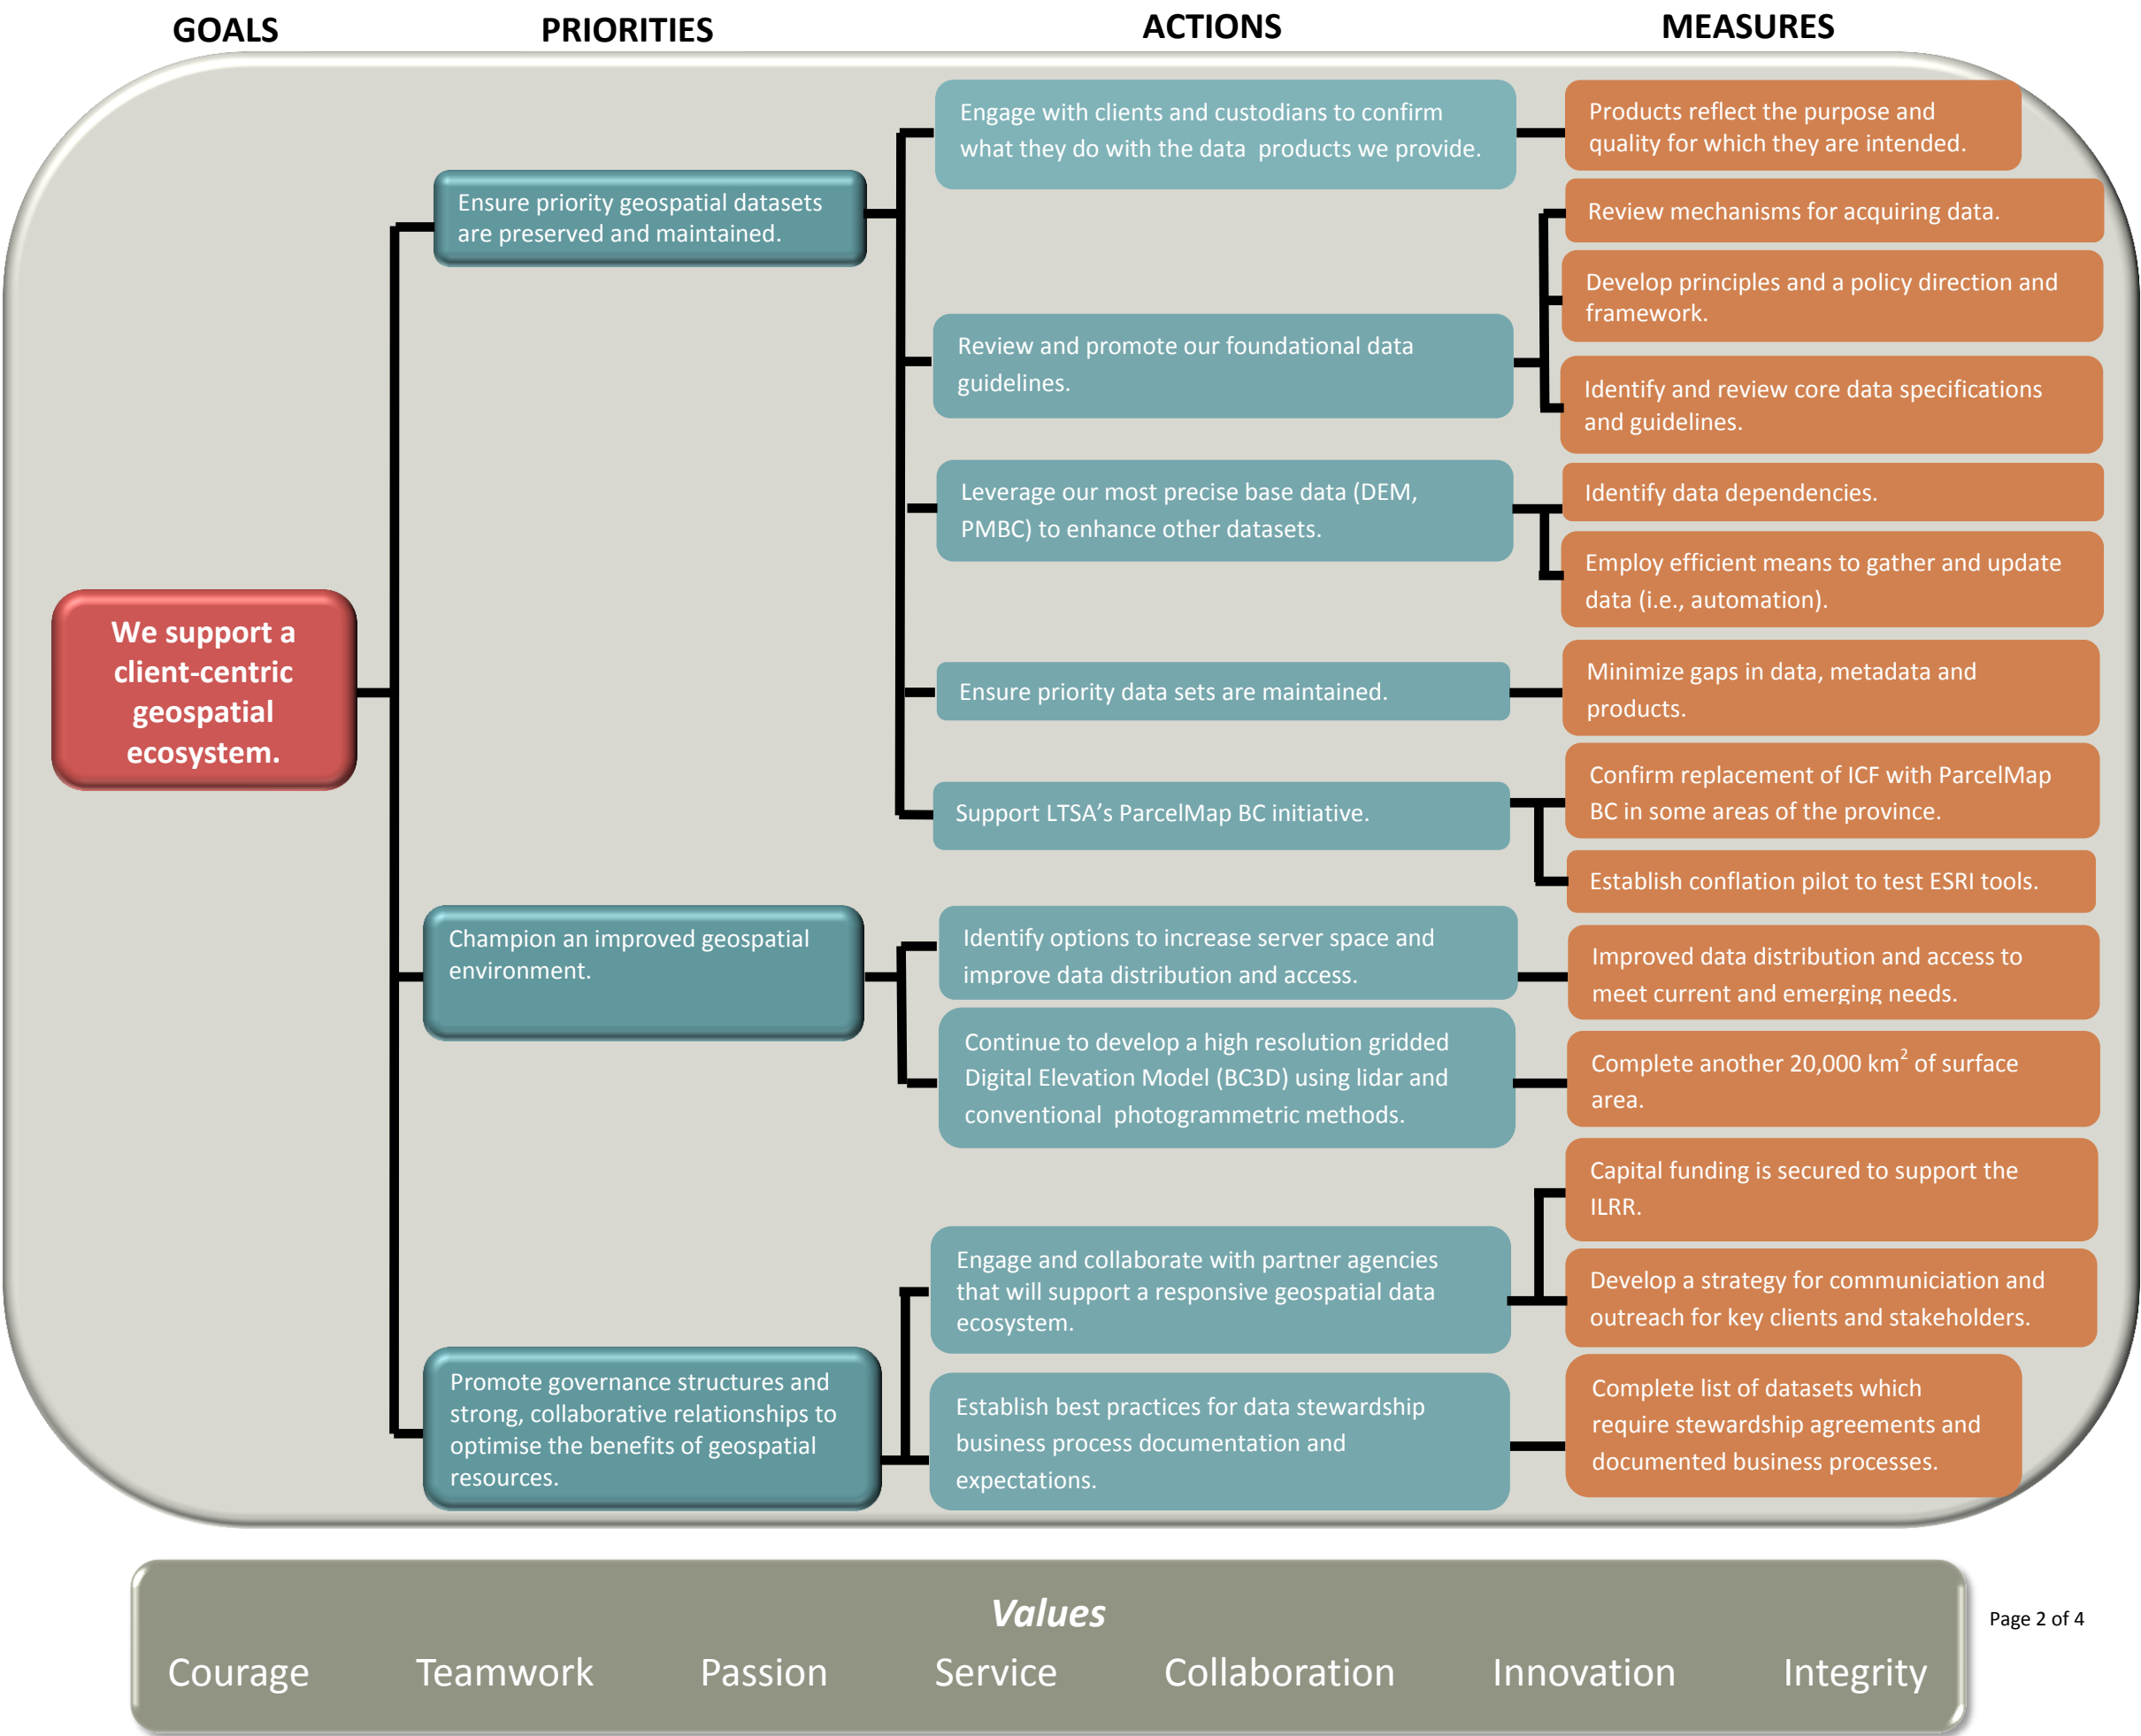 GOALS
PRIORITIES
ACTIONS
MEASURES
We support a
client-centric
geospatial
ecosystem.
Ensure priority geospatial datasets
are preserved and maintained.
Engage with clients and custodians to confirm
what they do with the data products we provide.
Products reflect the purpose and
quality for which they are intended.
Review and promote our foundational data
guidelines.
Review mechanisms for acquiring data.
Develop principles and a policy direction and
framework.
Identify and review core data specifications
and guidelines.
Leverage our most precise base data (DEM,
PMBC) to enhance other datasets.
Identify data dependencies.
Employ efficient means to gather and update
data (i.e., automation).
Ensure priority data sets are maintained.
Minimize gaps in data, metadata and
products.
Support LTSA's ParcelMap BC initiative.
Confirm replacement of ICF with ParcelMap
BC in some areas of the province.
Establish conflation pilot to test ESRI tools.
Champion an improved geospatial
environment.
Identify options to increase server space and
improve data distribution and access.
Improved data distribution and access to
meet current and emerging needs.
Continue to develop a high resolution gridded
Digital Elevation Model (BC3D) using lidar and
conventional photogrammetric methods.
Complete another 20,000 km² of surface
area.
Promote governance structures and
strong, collaborative relationships to
optimise the benefits of geospatial
resources.
Engage and collaborate with partner agencies
that will support a responsive geospatial data
ecosystem.
Capital funding is secured to support the
ILRR.
Develop a strategy for communiciation and
outreach for key clients and stakeholders.
Establish best practices for data stewardship
business process documentation and
expectations.
Complete list of datasets which
require stewardship agreements and
documented business processes.
Values
Courage Teamwork Passion Service Collaboration Innovation Integrity
Page 2 of 4